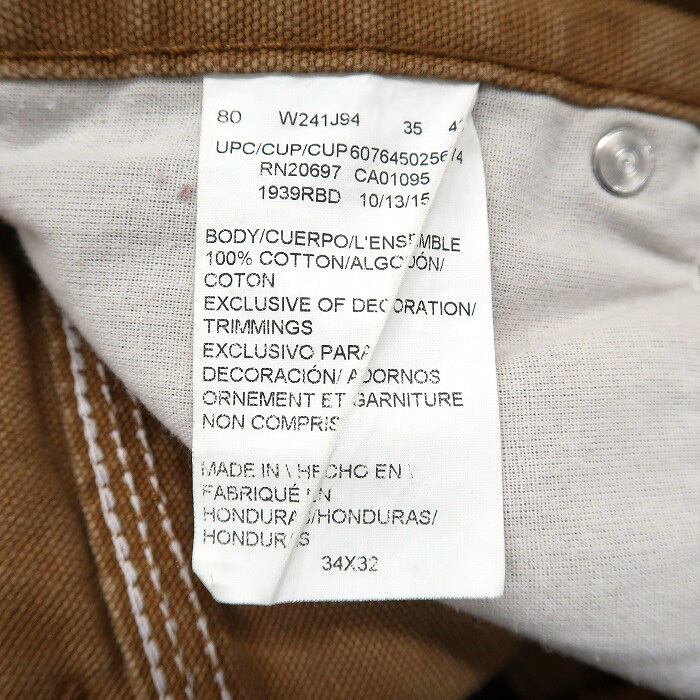 80 W241J94 35
UPC/CUP/CUP
RN20697 CA01095
1939RBD 10/13/15
BODY/CUERPO/L'ENSEMBLE
100% COTTON/ALGODÓN/
COTON
EXCLUSIVE OF DECORATION/
TRIMMINGS
EXCLUSIVO PARA
DECORACIÓN/ ADORNOS
ORNEMENT ET GARNITURE
NON COMPRIS
MADE IN \ HECHO EN \
FABRIQUÉ EN
HONDURAS/HONDURAS/
HONDURAS
34X32